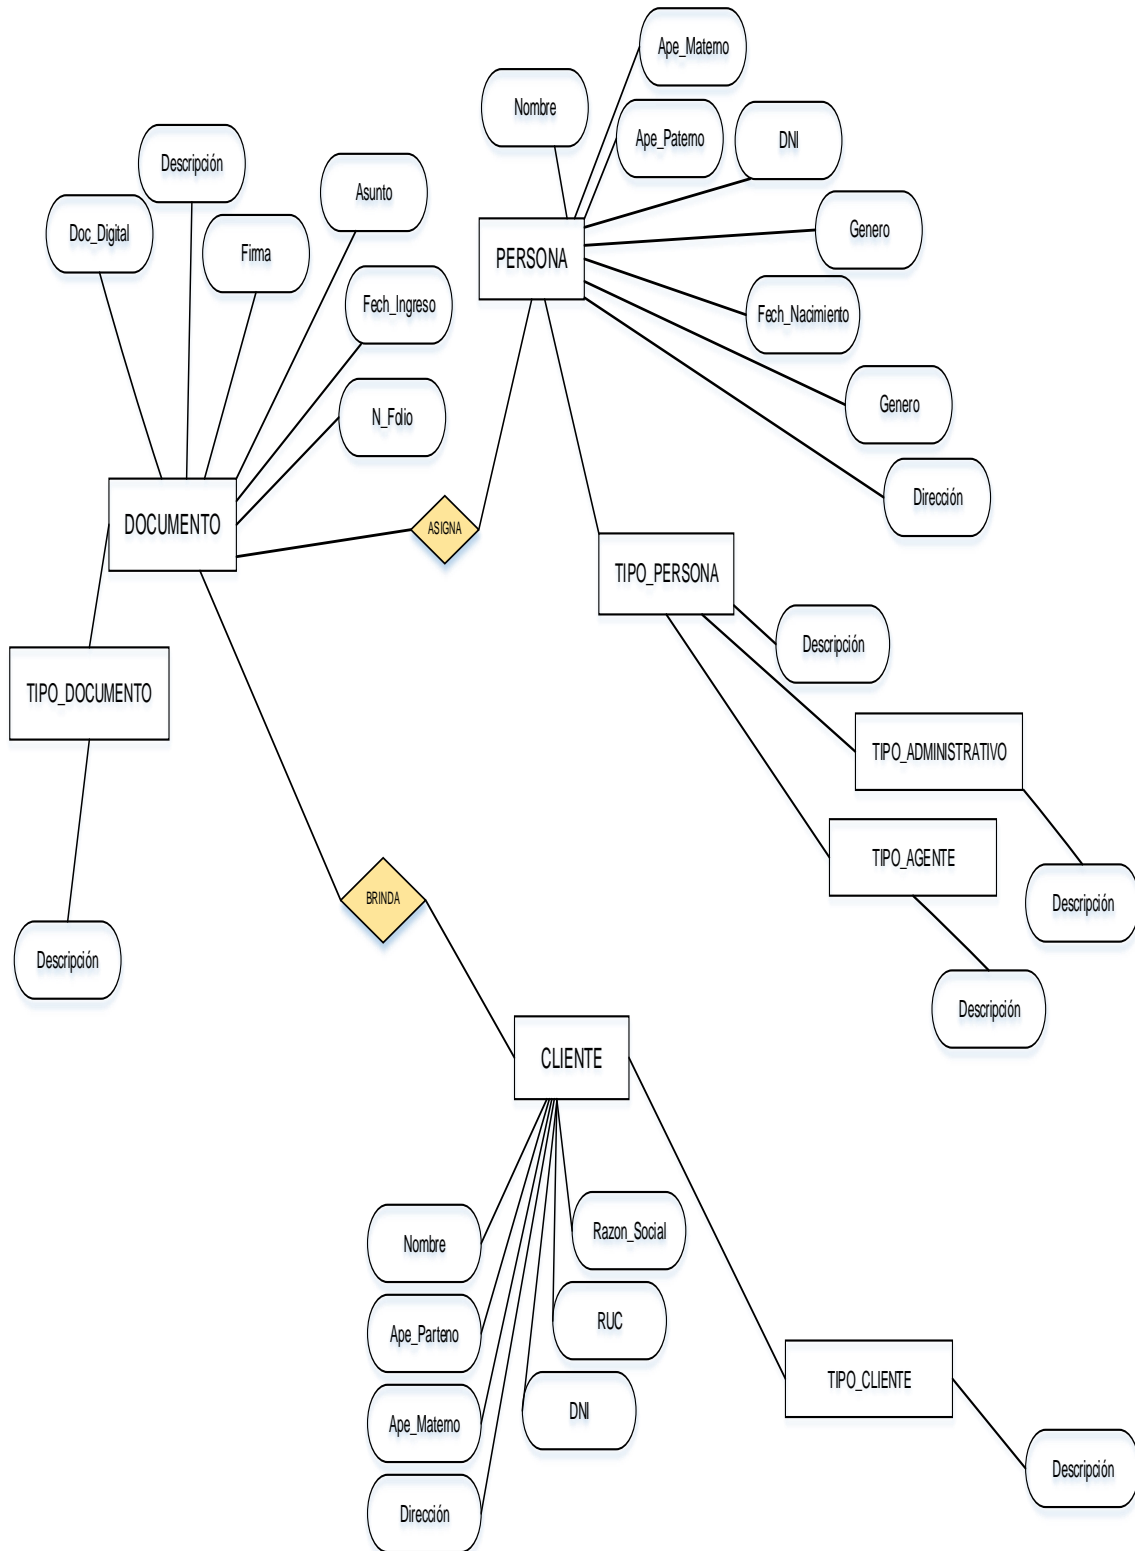 Ape_Materno
Nombre
Ape_Paterno
DNI
Descripción
Asunto
Doc_Digital
Firma
Genero
PERSONA
Fech_Ingreso
Fech_Nacimiento
N_Folio
Genero
Dirección
DOCUMENTO
ASIGNA
TIPO_PERSONA
Descripción
TIPO_DOCUMENTO
TIPO_ADMINISTRATIVO
TIPO_AGENTE
BRINDA
Descripción
Descripción
Descripción
CLIENTE
Nombre
Razon_Social
Ape_Parteno
RUC
TIPO_CLIENTE
Ape_Materno
DNI
Descripción
Dirección